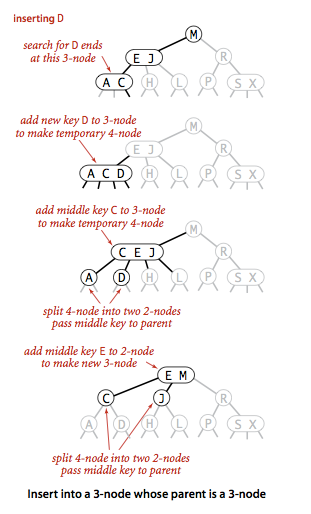 inserting D
M
search for D ends
at this 3-node
E J
R
A C
H
L
P
S X
add new key D to 3-node
to make temporary 4-node
M
E J
R
A C D
H
L
P
S X
add middle key C to 3-node
to make temporary 4-node
M
C E J
R
A
D
H
L
P
S X
split 4-node into two 2-nodes
pass middle key to parent
add middle key E to 2-node
to make new 3-node
E M
C
J
R
A
D
H
L
P
S X
split 4-node into two 2-nodes
pass middle key to parent
Insert into a 3-node whose parent is a 3-node